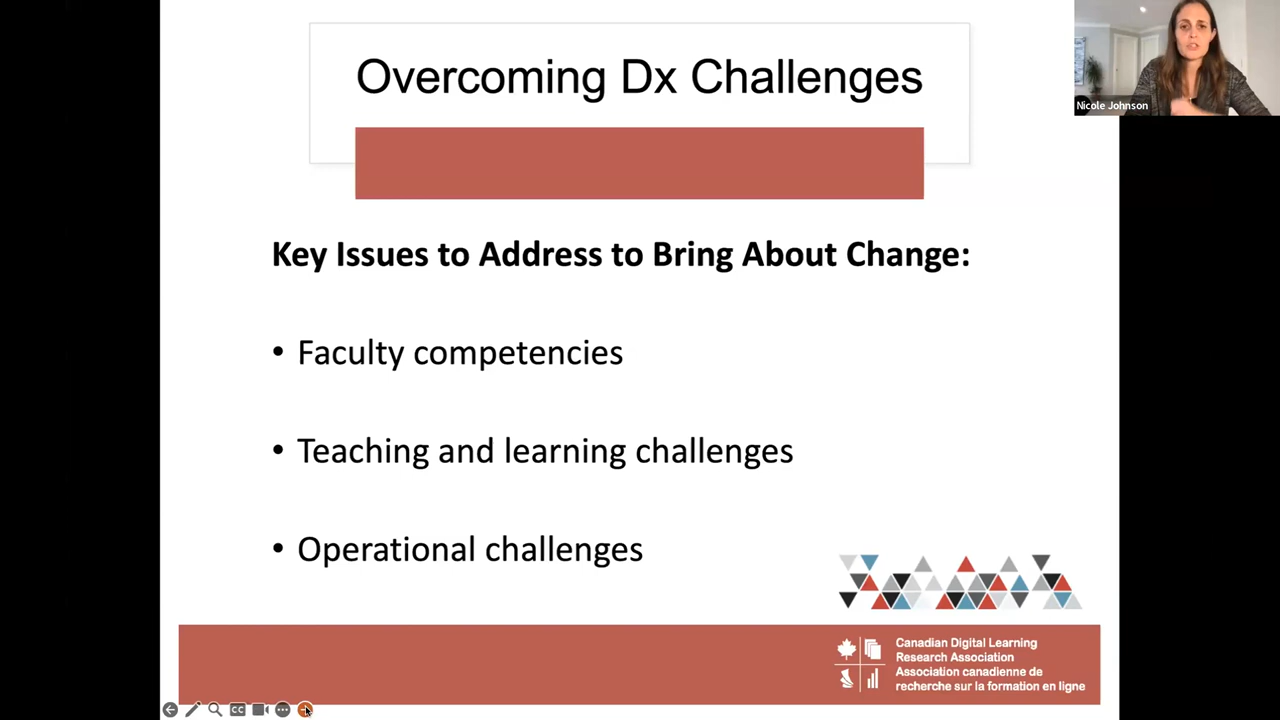 Overcoming Dx Challenges
Nicole Johnson
Key Issues to Address to Bring About Change:
• Faculty competencies
• Teaching and learning challenges
• Operational challenges
Canadian Digital Learning
Research Association
Association canadienne de
recherche sur la formation en ligne
CC